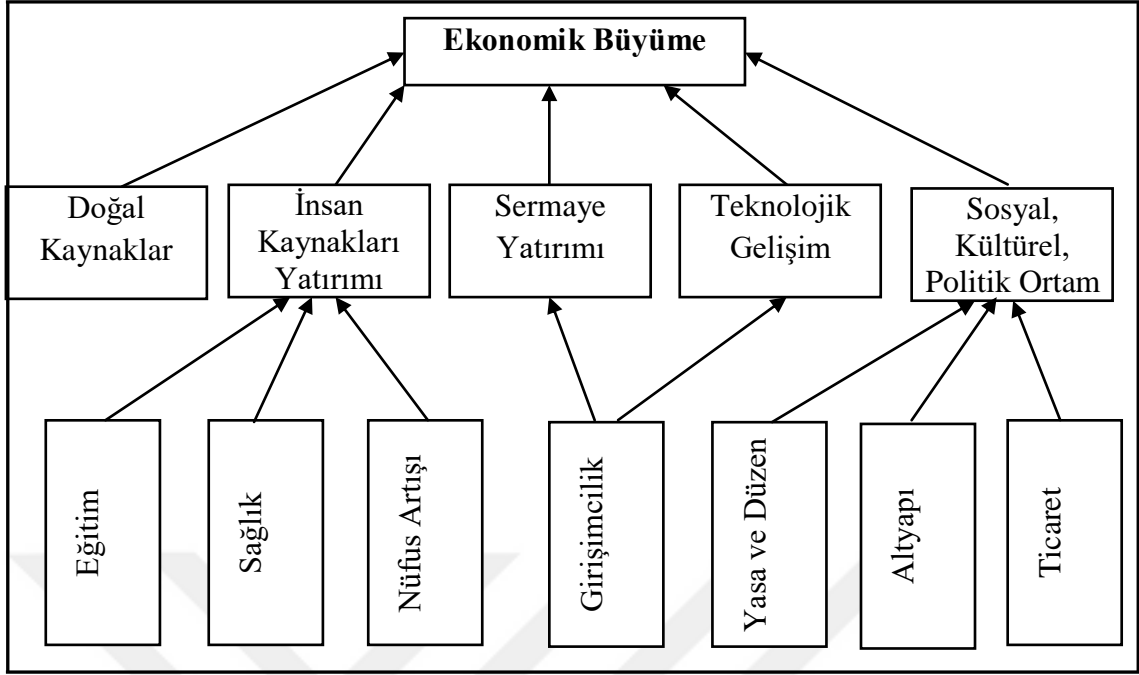 Ekonomik Büyüme
Doğal
Kaynaklar
İnsan
Kaynakları
Yatırımı
Sermaye
Yatırımı
Teknolojik
Gelişim
Sosyal,
Kültürel,
Politik Ortam
Eğitim
Sağlık
Nüfus Artışı
Girişimcilik
Yasa ve Düzen
Altyapı
Ticaret